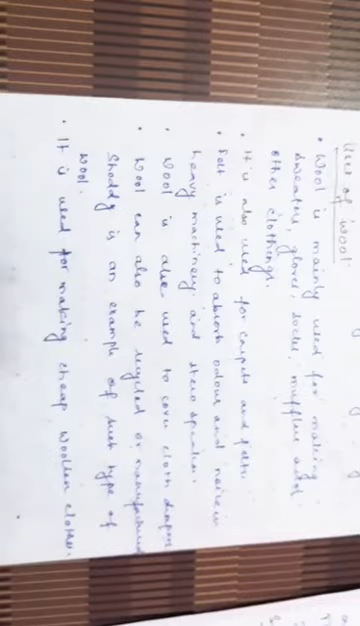 Uses of wool
• Wool is mainly used for making
sweaters, gloves, socks, mufflers and
other clothings.
• It is also used for carpets and felts.
• Felt is used to absorb odour and noise in
heavy machinery and stereo speakers.
• Wool is also used to cover cloth diapers
• Wool can also be recycled or manufactured
Shoddy is an example of such type of
wool.
• It is used for making cheap woollen clothes.